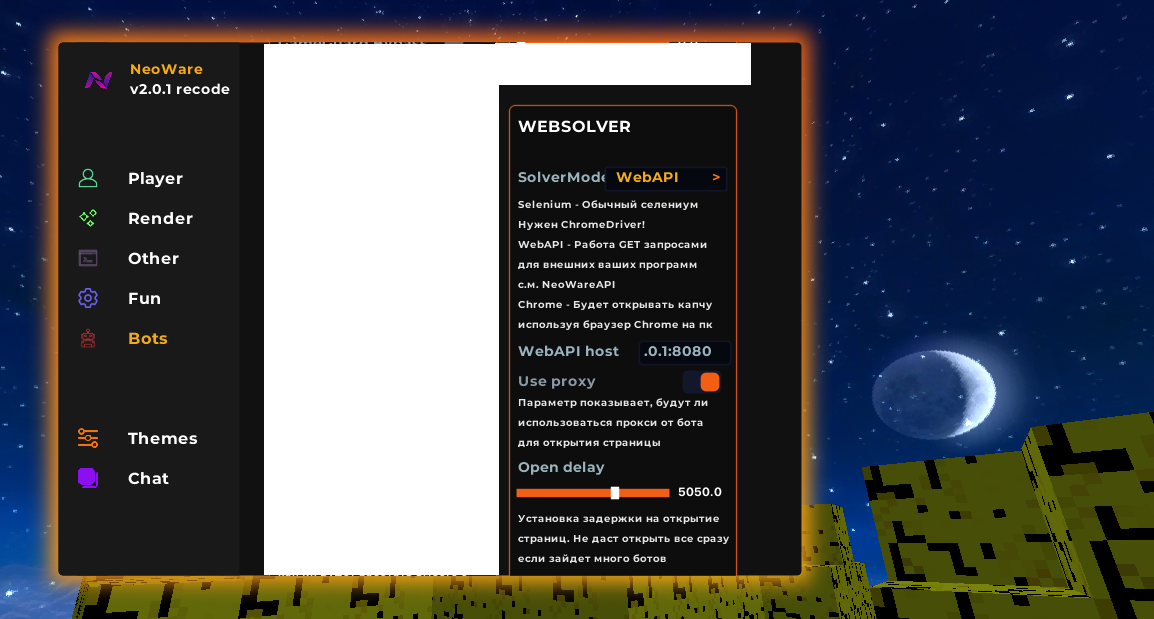 NeoWare
v2.0.1 recode
Player
Render
Other
Fun
Bots
Themes
Chat
WEBSOLVER
SolverMode
WebAPI >
Selenium - Обычный селениум
Нужен ChromeDriver!
WebAPI - Работа GET запросами
для внешних ваших программ
с.м. NeoWareAPI
Chrome - Будет открывать капчу
используя браузер Chrome на пк
WebAPI host .0.1:8080
Use proxy
Параметр показывает, будут ли
использоваться прокси от бота
для открытия страницы
Open delay
5050.0
Установка задержки на открытие
страниц. Не даст открыть все сразу
если зайдет много ботов